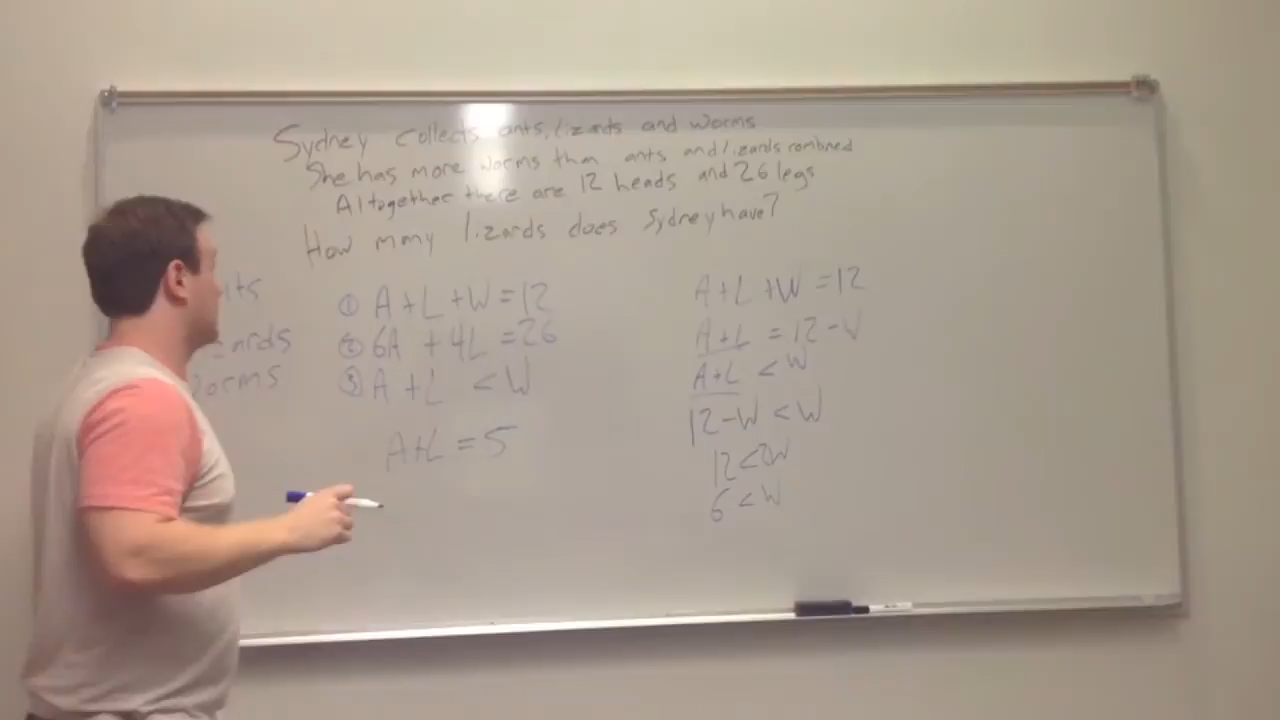 Sydney collects ants, lizards and worms
She has more worms than ants and lizards combined
Altogether there are 12 heads and 26 legs
How many lizards does Sydney have?
① A+L+W=12
② 6A+4L=26
③ A+L<W
A+L=5
A+L+W=12
A+L=12-W
A+L<W
12-W<W
12<2W
6<W